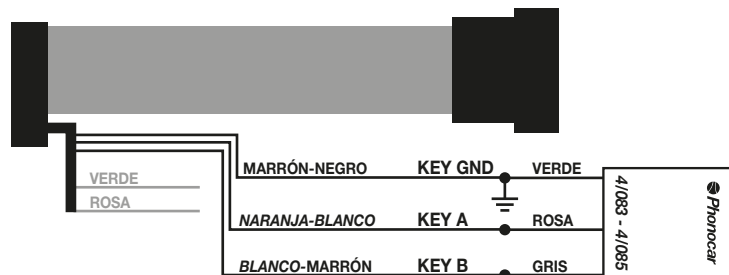 MARRÓN-NEGRO KEY GND VERDE
VERDE
ROSA
NARANJA-BLANCO KEY A ROSA
BLANCO-MARRÓN KEY B GRIS
4/083 - 4/085
Phonocar